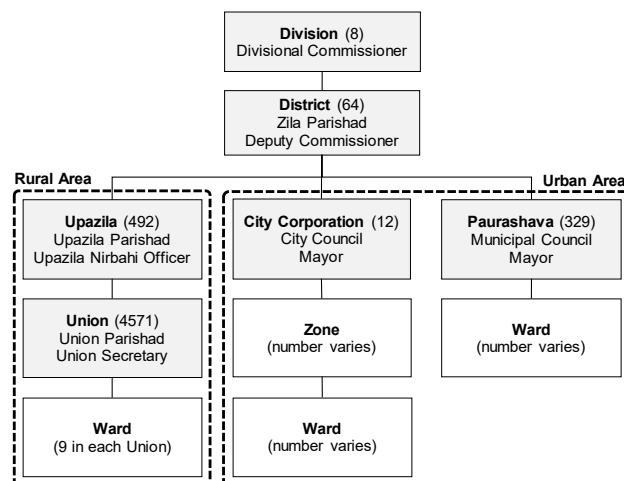 Division (8)
Divisional Commissioner
District (64)
Zila Parishad
Deputy Commissioner
Rural Area
Urban Area
Upazila (492)
Upazila Parishad
Upazila Nirbahi Officer
City Corporation (12)
City Council
Mayor
Paurashava (329)
Municipal Council
Mayor
Union (4571)
Union Parishad
Union Secretary
Zone
(number varies)
Ward
(number varies)
Ward
(9 in each Union)
Ward
(number varies)